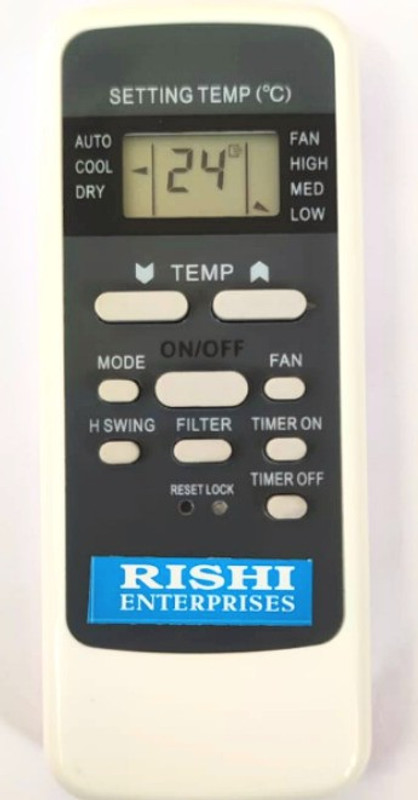 SETTING TEMP (°C)
AUTO
COOL
DRY
24
FAN
HIGH
MED
LOW
TEMP
ON/OFF
MODE
FAN
H SWING
FILTER
TIMER ON
TIMER OFF
RESET LOCK
RISHI
ENTERPRISES